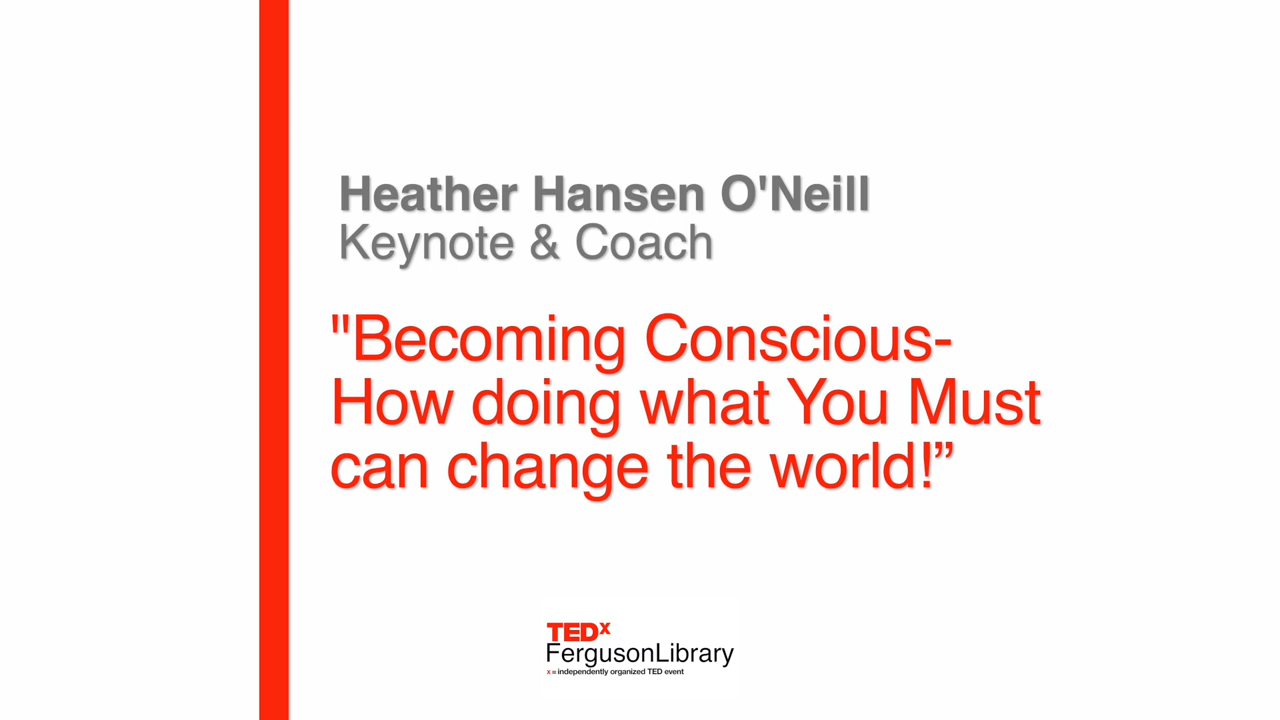 Heather Hansen O'Neill
Keynote & Coach
"Becoming Conscious-
How doing what You Must
can change the world!”
TEDx
FergusonLibrary
x = independently organized TED event